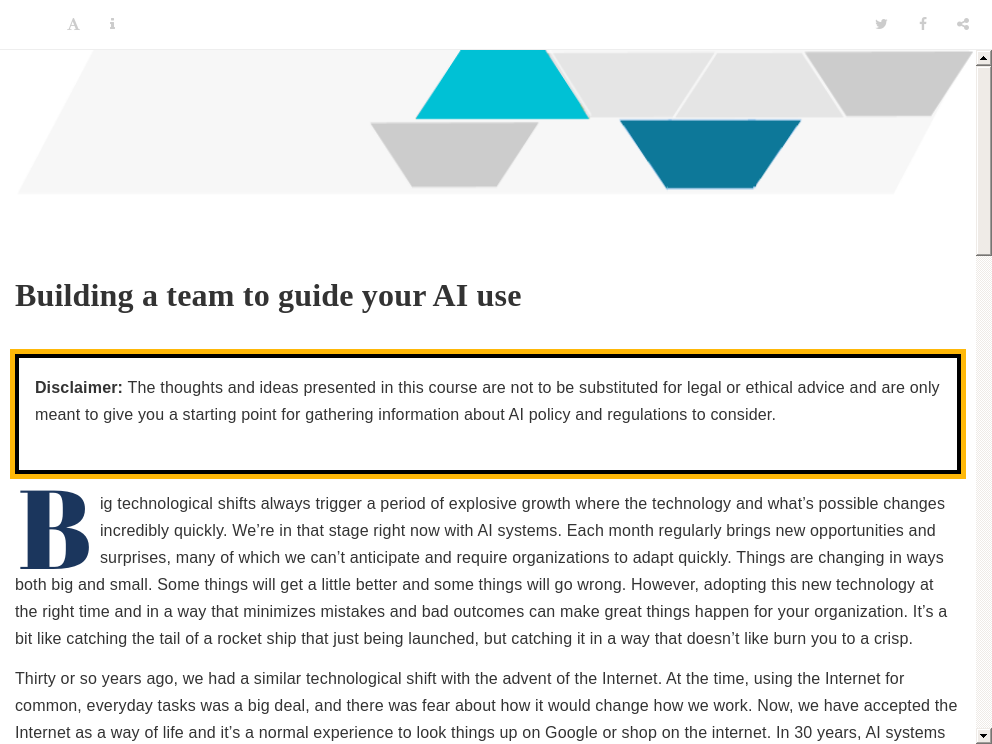 Building a team to guide your AI use
Disclaimer: The thoughts and ideas presented in this course are not to be substituted for legal or ethical advice and are only
meant to give you a starting point for gathering information about AI policy and regulations to consider.
Big technological shifts always trigger a period of explosive growth where the technology and what’s possible changes
incredibly quickly. We’re in that stage right now with AI systems. Each month regularly brings new opportunities and
surprises, many of which we can’t anticipate and require organizations to adapt quickly. Things are changing in ways
both big and small. Some things will get a little better and some things will go wrong. However, adopting this new technology at
the right time and in a way that minimizes mistakes and bad outcomes can make great things happen for your organization. It’s a
bit like catching the tail of a rocket ship that just being launched, but catching it in a way that doesn’t like burn you to a crisp.
Thirty or so years ago, we had a similar technological shift with the advent of the Internet. At the time, using the Internet for
common, everyday tasks was a big deal, and there was fear about how it would change how we work. Now, we have accepted the
Internet as a way of life and it’s a normal experience to look things up on Google or shop on the internet. In 30 years, AI systems